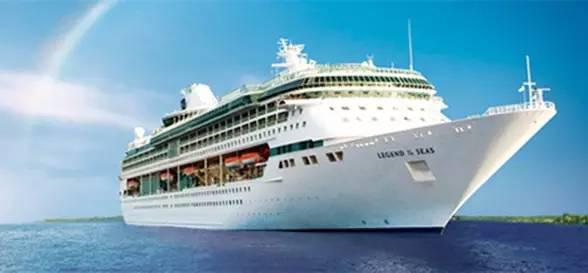 LEGEND OF THE SEAS